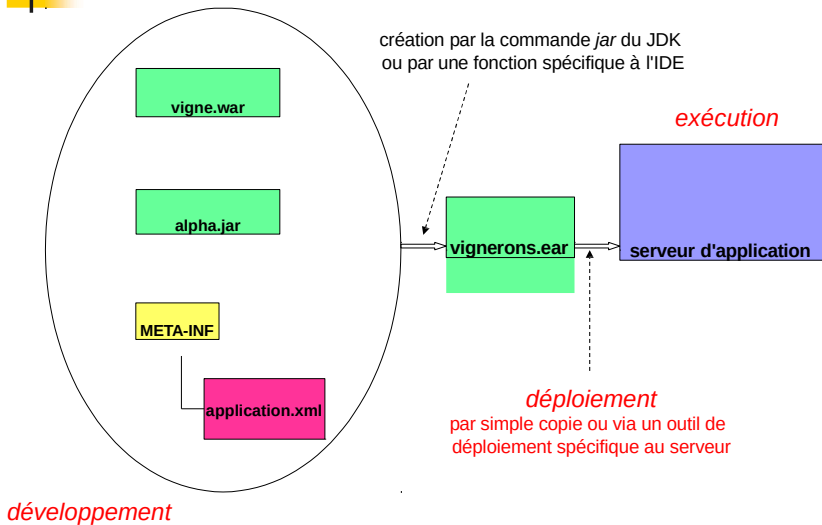 création par la commande jar du JDK
ou par une fonction spécifique à l'IDE
vigne.war
exécution
alpha.jar
vignerons.ear
serveur d'application
META-INF
application.xml
déploiement
par simple copie ou via un outil de
déploiement spécifique au serveur
développement